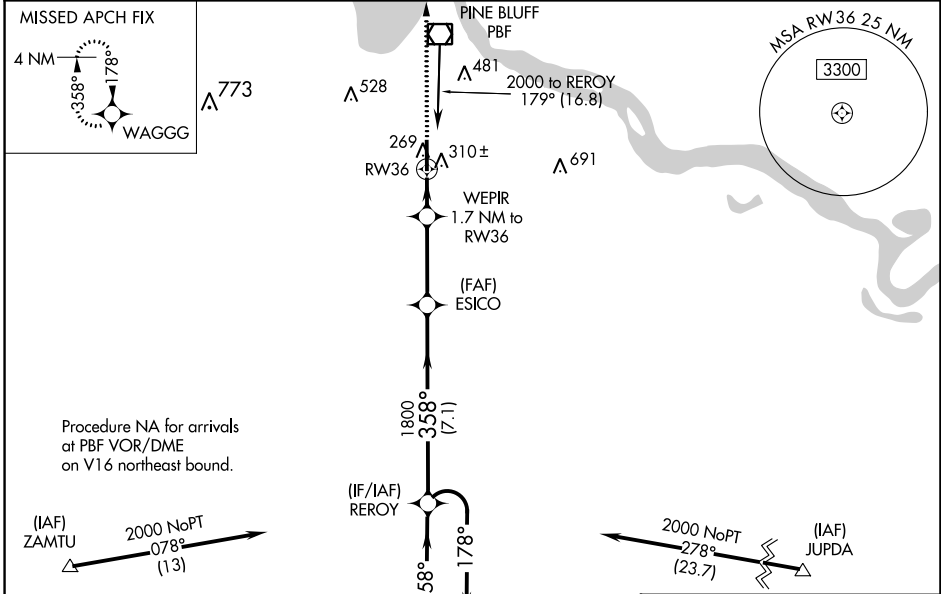 MISSED APCH FIX
4 NM
358°
178°
WAGGG
773
528
PINE BLUFF
PBF
481
2000 to REROY
179° (16.8)
MSA RW36 25 NM
3300
269
310±
691
RW36
WEPIR
1.7 NM to
RW36
(FAF)
ESICO
1800
358°
(7.1)
Procedure NA for arrivals
at PBF VOR/DME
on V16 northeast bound.
(IF/IAF)
REROY
(IAF)
ZAMTU
2000 NoPT
078°
(13)
58°
178°
2000 NoPT
278°
(23.7)
(IAF)
JUPDA